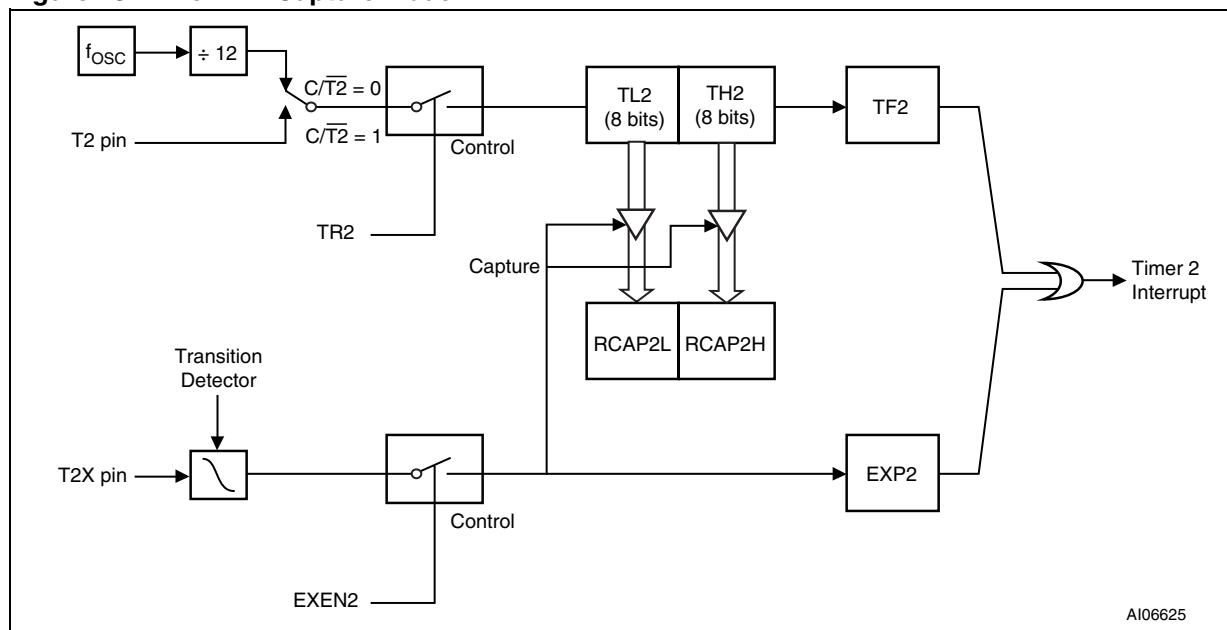 fOSC
÷ 12
C/T2 = 0
C/T2 = 1
T2 pin
Control
TR2
TL2
(8 bits)
TH2
(8 bits)
TF2
Capture
RCAP2L
RCAP2H
Timer 2
Interrupt
Transition
Detector
T2X pin
Control
EXEN2
EXP2
AI06625